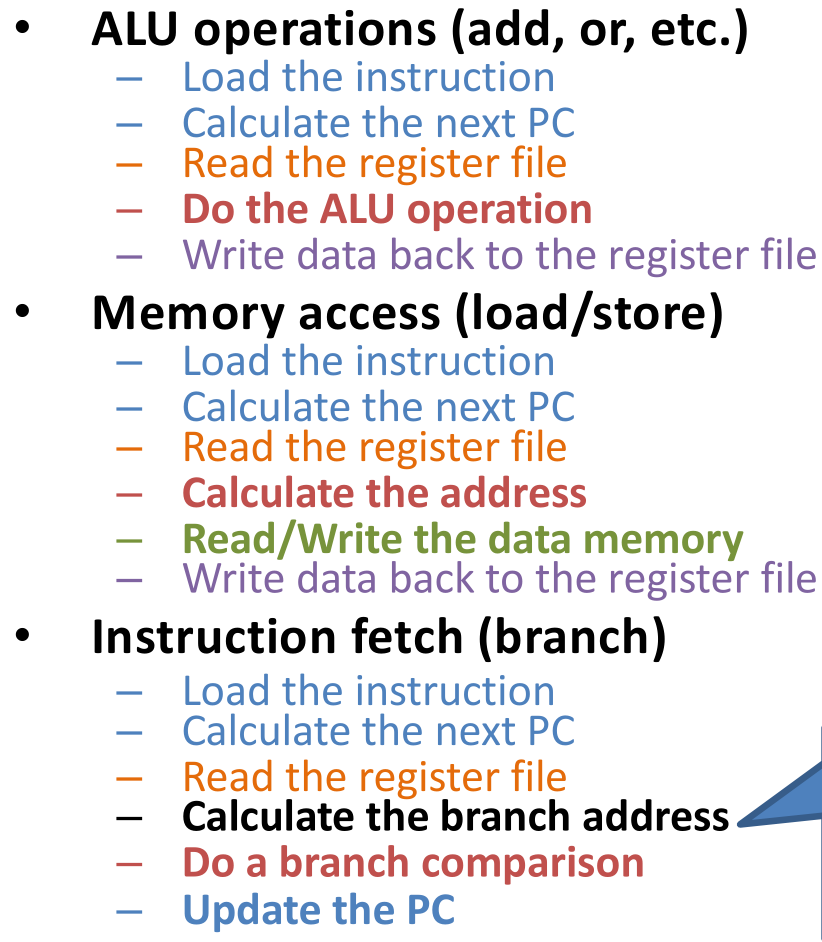 • ALU operations (add, or, etc.)
– Load the instruction
– Calculate the next PC
– Read the register file
– Do the ALU operation
– Write data back to the register file
• Memory access (load/store)
– Load the instruction
– Calculate the next PC
– Read the register file
– Calculate the address
– Read/Write the data memory
– Write data back to the register file
• Instruction fetch (branch)
– Load the instruction
– Calculate the next PC
– Read the register file
– Calculate the branch address
– Do a branch comparison
– Update the PC